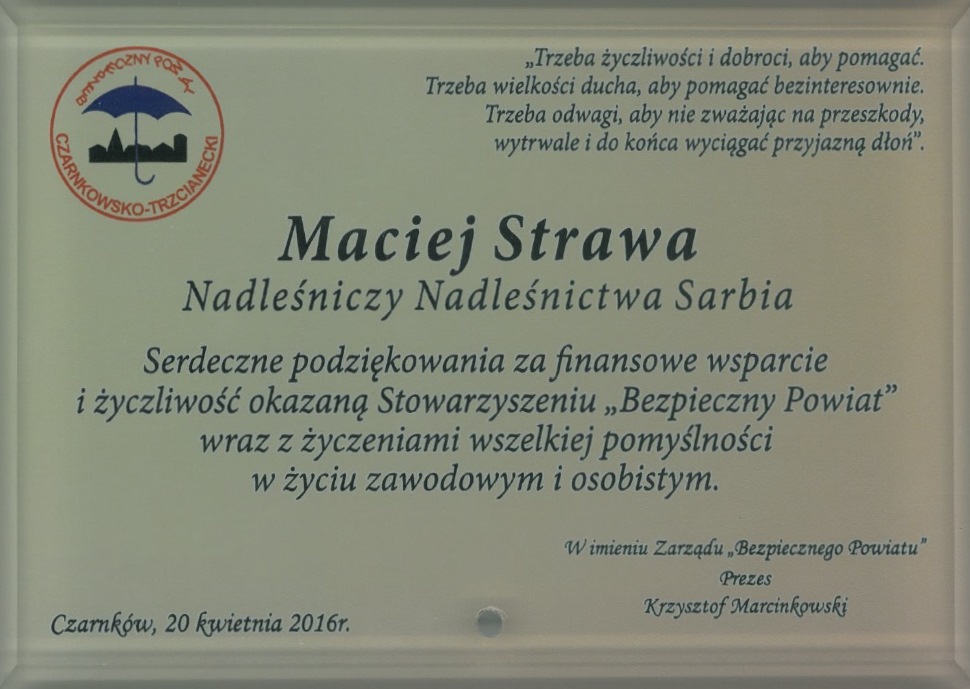 BEZPIECZNY POWIAT
CZARNKOWSKO-TRZCIANECKI
„Trzeba życzliwości i dobroci, aby pomagać.
Trzeba wielkości ducha, aby pomagać bezinteresownie.
Trzeba odwagi, aby nie zważając na przeszkody,
wytrwale i do końca wyciągać przyjazną dłoń”.
Maciej Strawa
Nadleśniczy Nadleśnictwa Sarbia
Serdeczne podziękowania za finansowe wsparcie
i życzliwość okazaną Stowarzyszeniu „Bezpieczny Powiat”
wraz z życzeniami wszelkiej pomyślności
w życiu zawodowym i osobistym.
W imieniu Zarządu „Bezpiecznego Powiatu”
Prezes
Krzysztof Marcinkowski
Czarnków, 20 kwietnia 2016r.